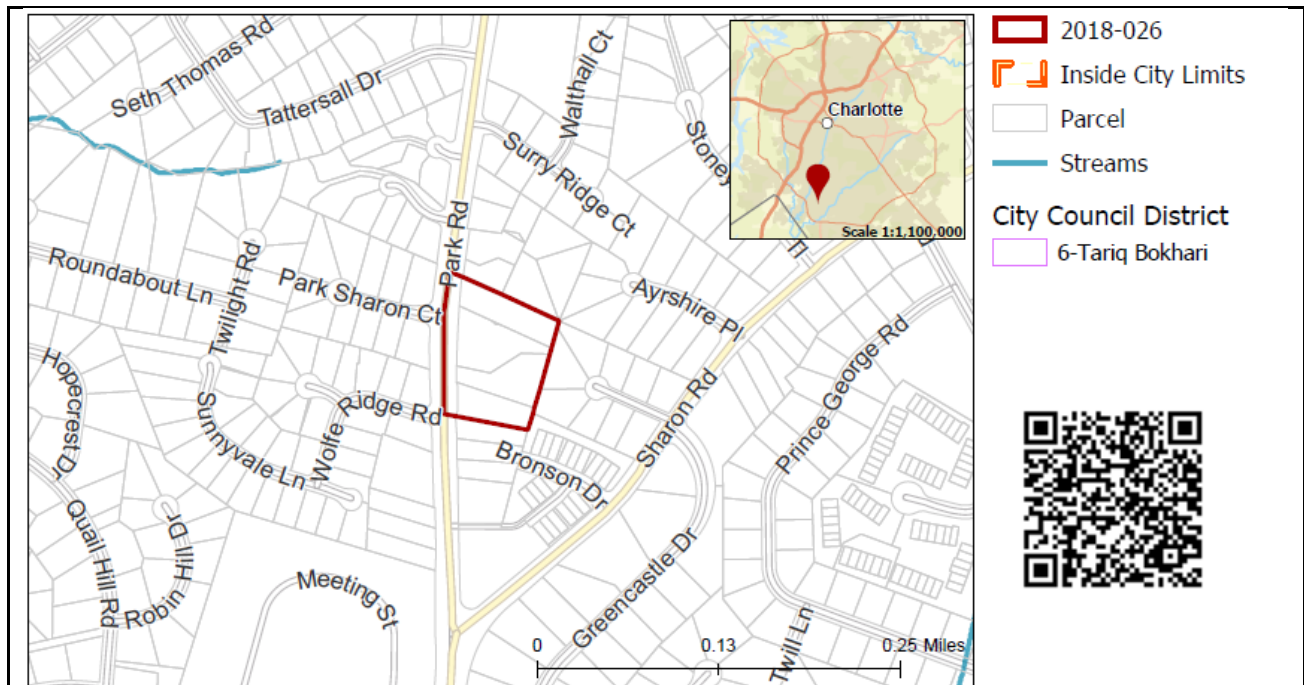 Seth Thomas Rd
Tattersall Dr
Walthall Ct
Stoney
Surry Ridge Ct
Park Rd
Charlotte
Scale 1:1,100,000
Roundabout Ln
Twilight Rd
Park Sharon Ct
Ayrshire Pl
Prince George Rd
Hopecrest Dr
Sunnyvale Ln
Wolfe Ridge Rd
Sharon Rd
Bronson Dr
Quail Hill Rd
Robin Hill Dr
Meeting St
Greencastle Dr
Twill Ln
0
0.13
0.25 Miles
2018-026
Inside City Limits
Parcel
Streams
City Council District
6-Tariq Bokhari